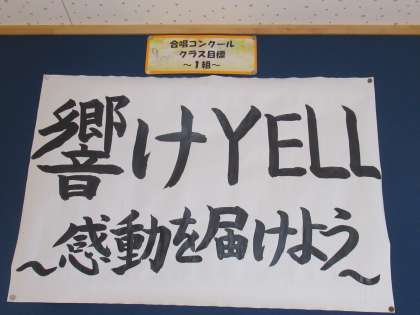 合唱コンクール
クラス目標
～1組～
響けYELL
～感動を届けよう～